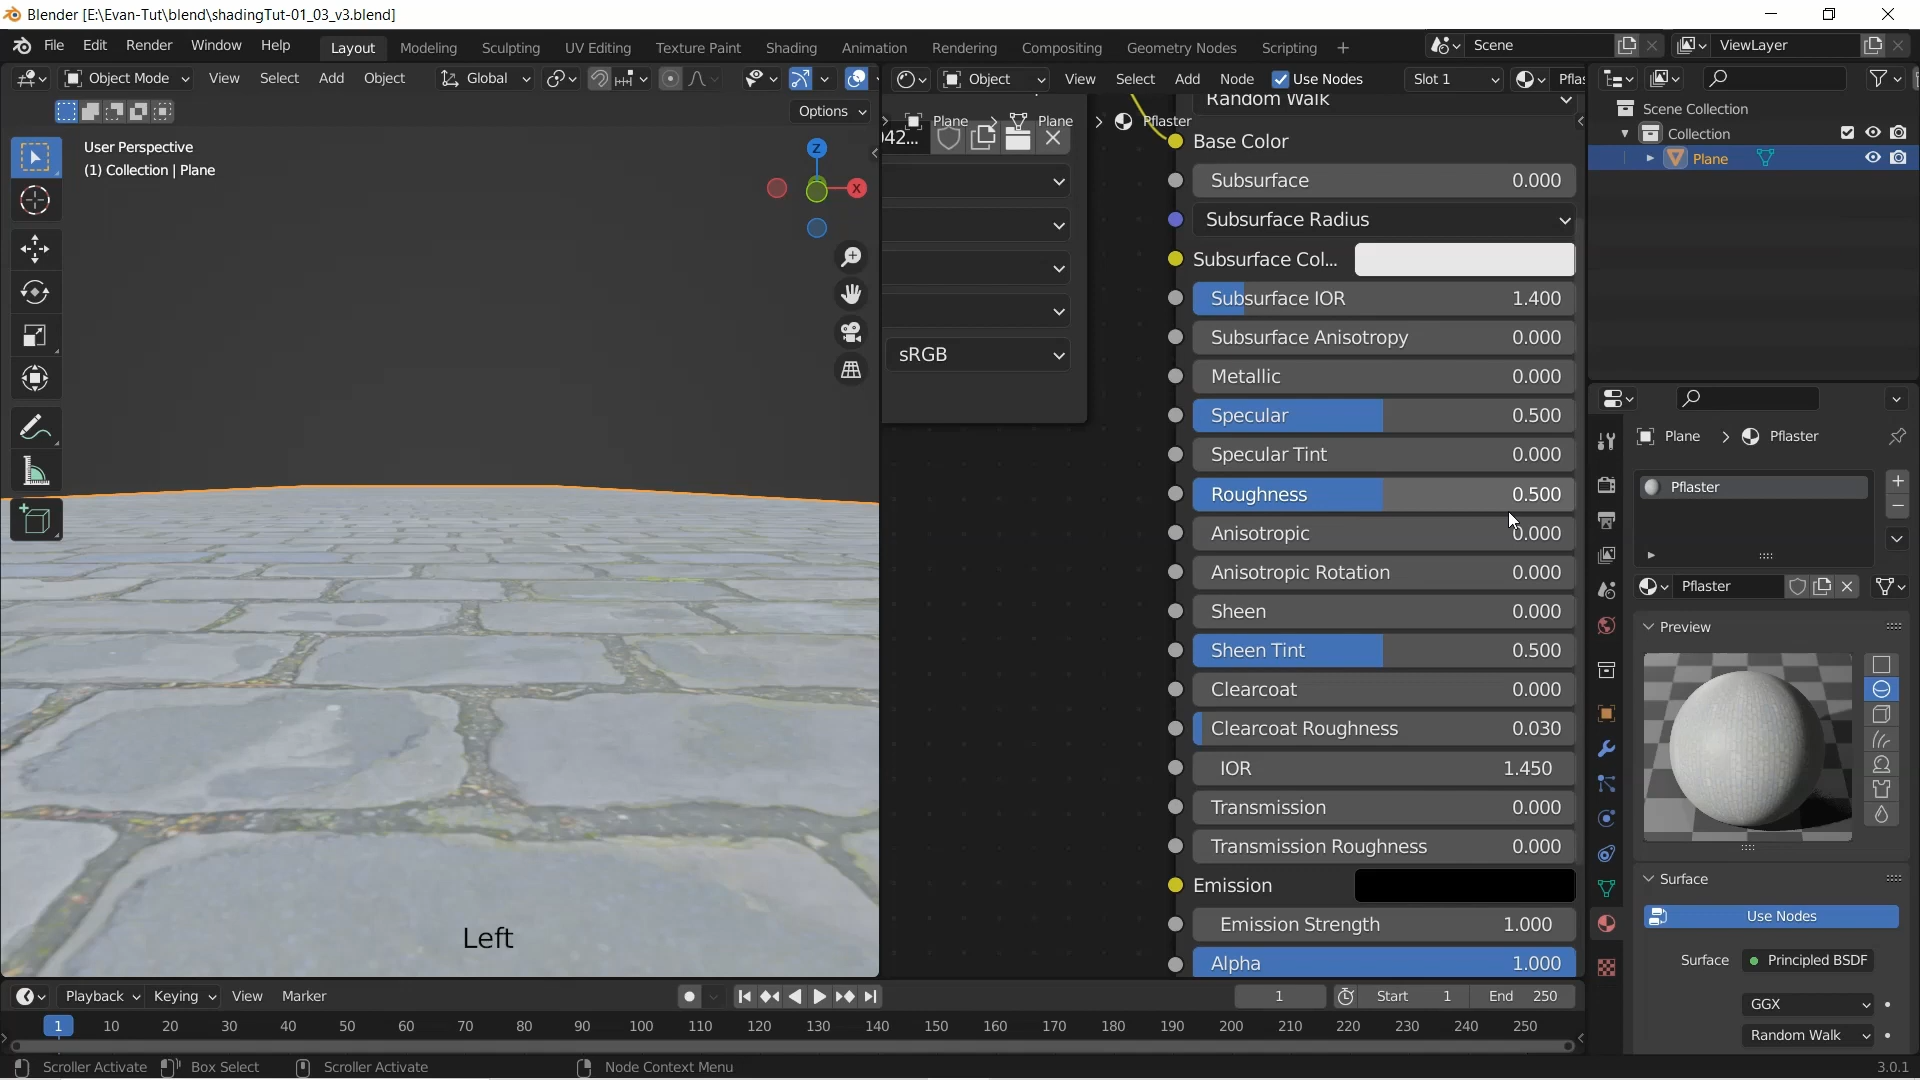 Blender [E:\Evan-Tut\blend\shadingTut-01_03_v3.blend]
File Edit Render Window Help
Layout Modeling Sculpting UV Editing Texture Paint Shading Animation Rendering Compositing Geometry Nodes Scripting
Scene
ViewLayer
Object Mode View Select Add Object Global
Options
User Perspective
(1) Collection | Plane
Z
X
Left
Object View Select Add Node Use Nodes Slot 1 Pflas
Plane > Plane > Pflaster
42...
sRGB
Random Walk
Base Color
Subsurface 0.000
Subsurface Radius
Subsurface Col...
Subsurface IOR 1.400
Subsurface Anisotropy 0.000
Metallic 0.000
Specular 0.500
Specular Tint 0.000
Roughness 0.500
Anisotropic 0.000
Anisotropic Rotation 0.000
Sheen 0.000
Sheen Tint 0.500
Clearcoat 0.000
Clearcoat Roughness 0.030
IOR 1.450
Transmission 0.000
Transmission Roughness 0.000
Emission
Emission Strength 1.000
Alpha 1.000
Scene Collection
Collection
Plane
Plane > Pflaster
Pflaster
Pflaster
Preview
Surface
Use Nodes
Surface Principled BSDF
GGX
Random Walk
Playback Keying View Marker
1 Start 1 End 250
1 10 20 30 40 50 60 70 80 90 100 110 120 130 140 150 160 170 180 190 200 210 220 230 240 250
Scroller Activate Box Select Scroller Activate Node Context Menu 3.0.1